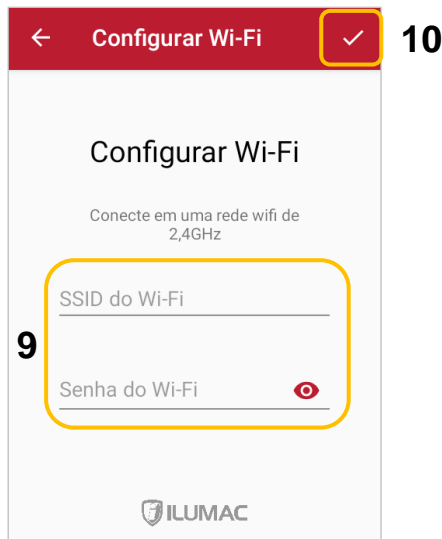 Configurar Wi-Fi
10
Configurar Wi-Fi
Conecte em uma rede wifi de
2,4GHz
SSID do Wi-Fi
9
Senha do Wi-Fi
ILUMAC